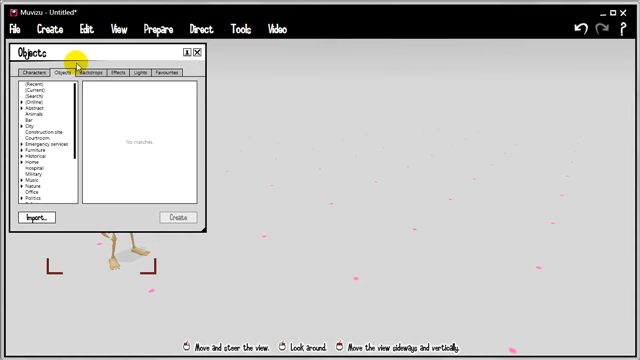 Muvizu - Untitled*
File Create Edit View Prepare Direct Tools Video
Objects
Characters Objects Backdrops Effects Lights Favourites
(Recent)
(Current)
(Search)
(Online)
Abstract
Animals
Bar
City
Construction site
Courtroom
Emergency services
Furniture
Historical
Home
Hospital
Military
Music
Nature
Office
Politics
No matches.
Import...
Create
Move and steer the view. Look around. Move the view sideways and vertically.